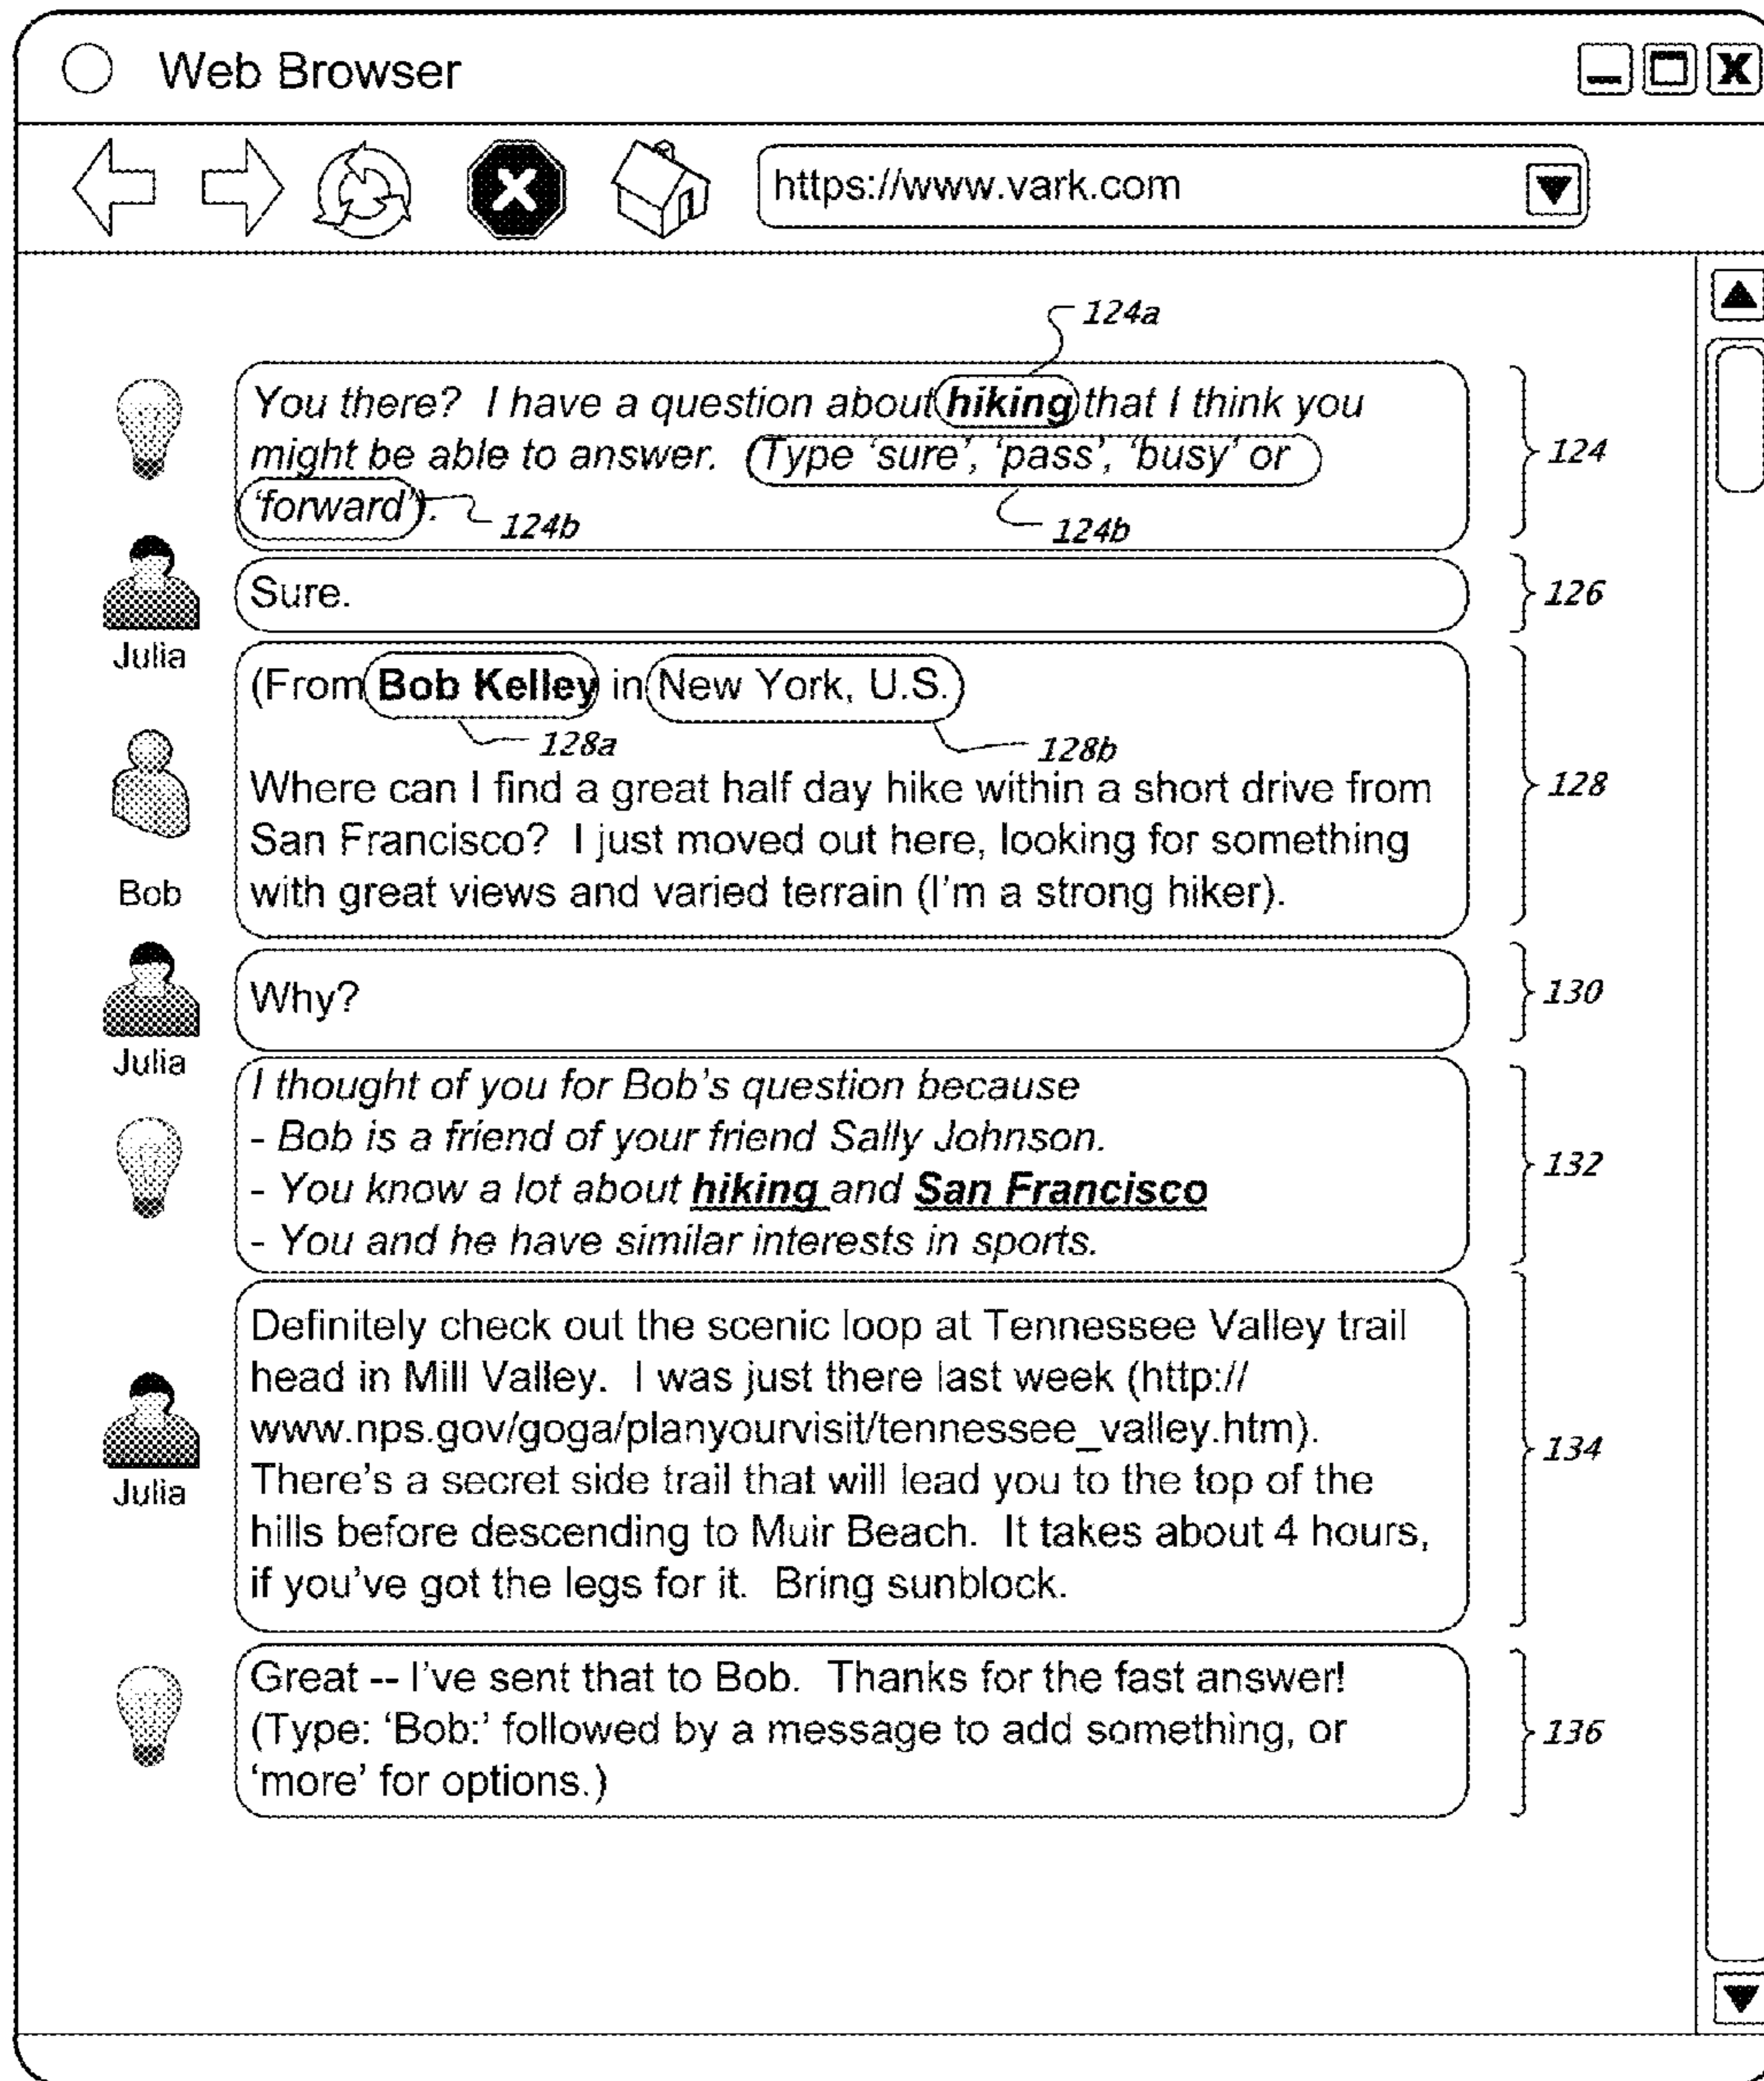 Web Browser
https://www.vark.com
124a
You there? I have a question about hiking that I think you
might be able to answer. (Type ‘sure’, ‘pass’, ‘busy’ or
‘forward’).
124b
124b
124
Sure.
126
Julia
(From Bob Kelley in New York, U.S.)
128a
128b
Where can I find a great half day hike within a short drive from
San Francisco? I just moved out here, looking for something
with great views and varied terrain (I’m a strong hiker).
128
Bob
Why?
130
Julia
I thought of you for Bob’s question because
- Bob is a friend of your friend Sally Johnson.
- You know a lot about hiking and San Francisco
- You and he have similar interests in sports.
132
Definitely check out the scenic loop at Tennessee Valley trail
head in Mill Valley. I was just there last week (http://
www.nps.gov/goga/planyourvisit/tennessee_valley.htm).
There’s a secret side trail that will lead you to the top of the
hills before descending to Muir Beach. It takes about 4 hours,
if you’ve got the legs for it. Bring sunblock.
134
Julia
Great -- I’ve sent that to Bob. Thanks for the fast answer!
(Type: ‘Bob:’ followed by a message to add something, or
‘more’ for options.)
136